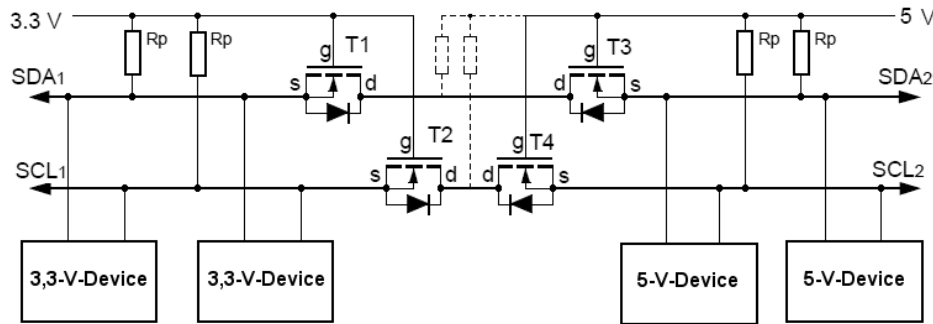 3.3 V 5 V
Rp Rp T1 T3 Rp Rp
g g
SDA1 s d d s SDA2
g T2 g T4
SCL1 s d d s SCL2
3,3-V-Device 3,3-V-Device 5-V-Device 5-V-Device